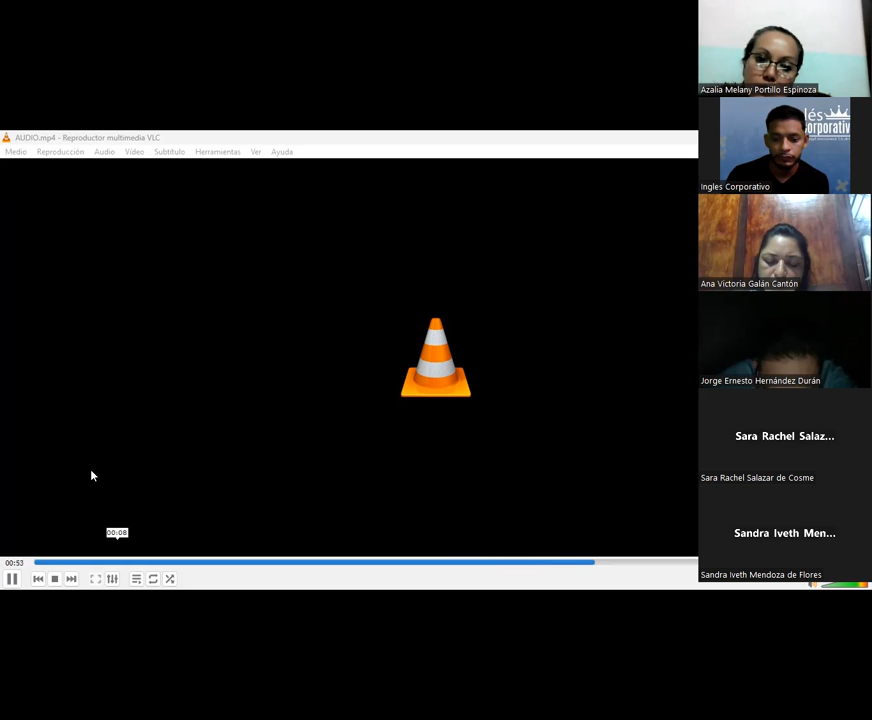 AUDIO.mp4 - Reproductor multimedia VLC
Medio Reproducción Audio Vídeo Subtítulo Herramientas Ver Ayuda
00:08
00:53
Azalia Melany Portillo Espinoza
Ingles Corporativo
Ana Victoria Galán Cantón
Jorge Ernesto Hernández Durán
Sara Rachel Salaz...
Sara Rachel Salazar de Cosme
Sandra Iveth Men...
Sandra Iveth Mendoza de Flores